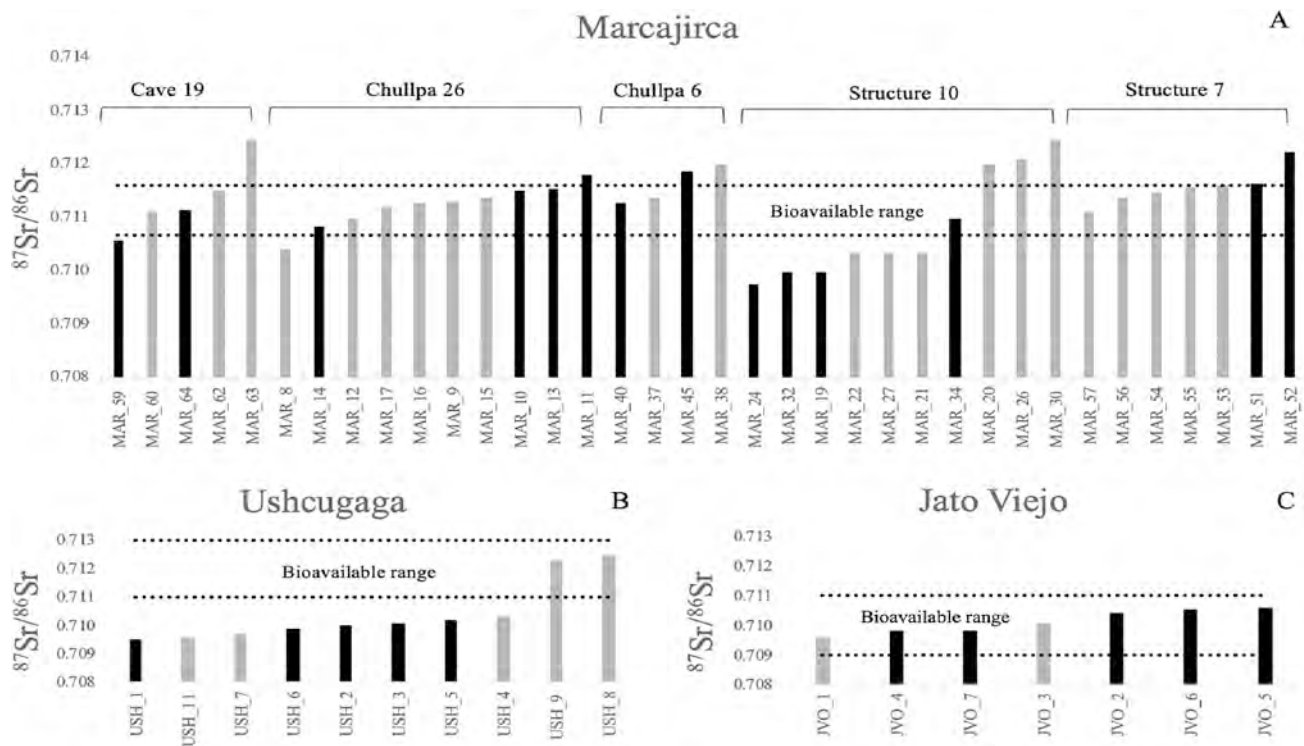 Marcajirca
A
0.714
Cave 19 Chullpa 26 Chullpa 6 Structure 10 Structure 7
0.713
0.712
0.711
Bioavailable range
0.710
0.709
0.708
87Sr/86Sr
MAR_59 MAR_60 MAR_64 MAR_62 MAR_63 MAR_8 MAR_14 MAR_12 MAR_17 MAR_16 MAR_9 MAR_15 MAR_10 MAR_13 MAR_11 MAR_40 MAR_37 MAR_45 MAR_38 MAR_24 MAR_32 MAR_19 MAR_22 MAR_27 MAR_21 MAR_34 MAR_20 MAR_26 MAR_30 MAR_57 MAR_56 MAR_54 MAR_55 MAR_53 MAR_51 MAR_52
Ushcugaga
B
0.713
0.712
Bioavailable range
0.711
0.710
0.709
0.708
87Sr/86Sr
USH_1 USH_11 USH_7 USH_6 USH_2 USH_3 USH_5 USH_4 USH_9 USH_8
Jato Viejo
C
0.713
0.712
0.711
Bioavailable range
0.710
0.709
0.708
87Sr/86Sr
JVO_1 JVO_4 JVO_7 JVO_3 JVO_2 JVO_6 JVO_5